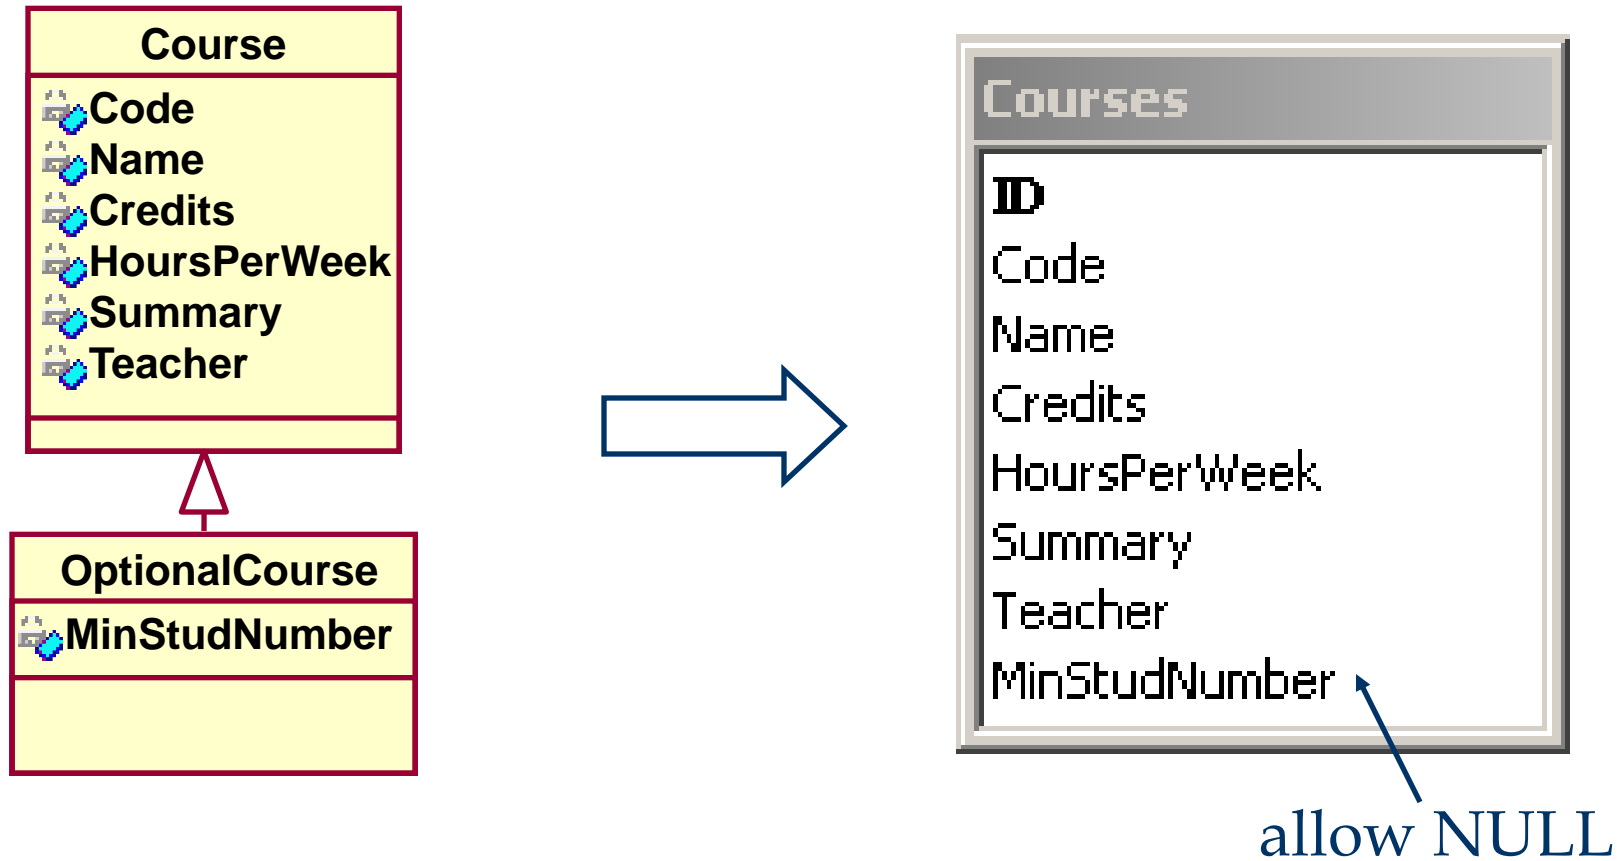 Course
Code
Name
Credits
HoursPerWeek
Summary
Teacher
OptionalCourse
MinStudNumber
Courses
ID
Code
Name
Credits
HoursPerWeek
Summary
Teacher
MinStudNumber
allow NULL